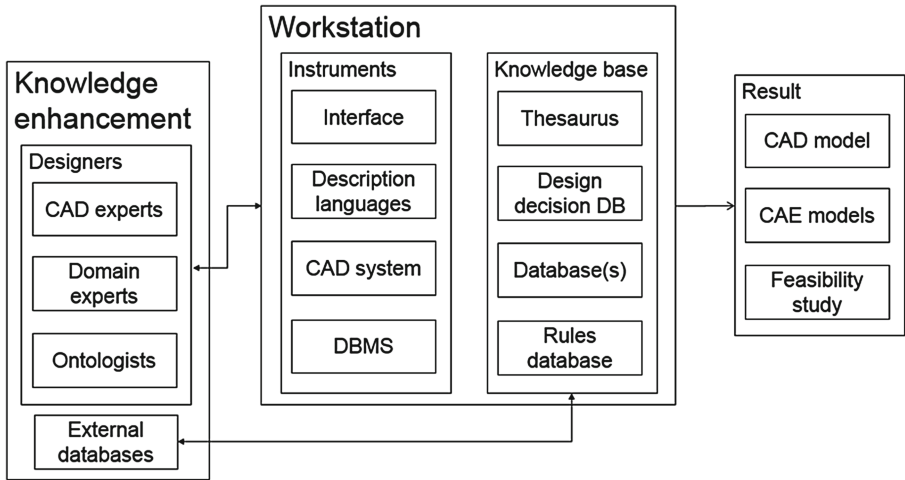 Knowledge
enhancement
Designers
CAD experts
Domain
experts
Ontologists
External
databases
Workstation
Instruments
Interface
Description
languages
CAD system
DBMS
Knowledge base
Thesaurus
Design
decision DB
Database(s)
Rules
database
Result
CAD model
CAE models
Feasibility
study